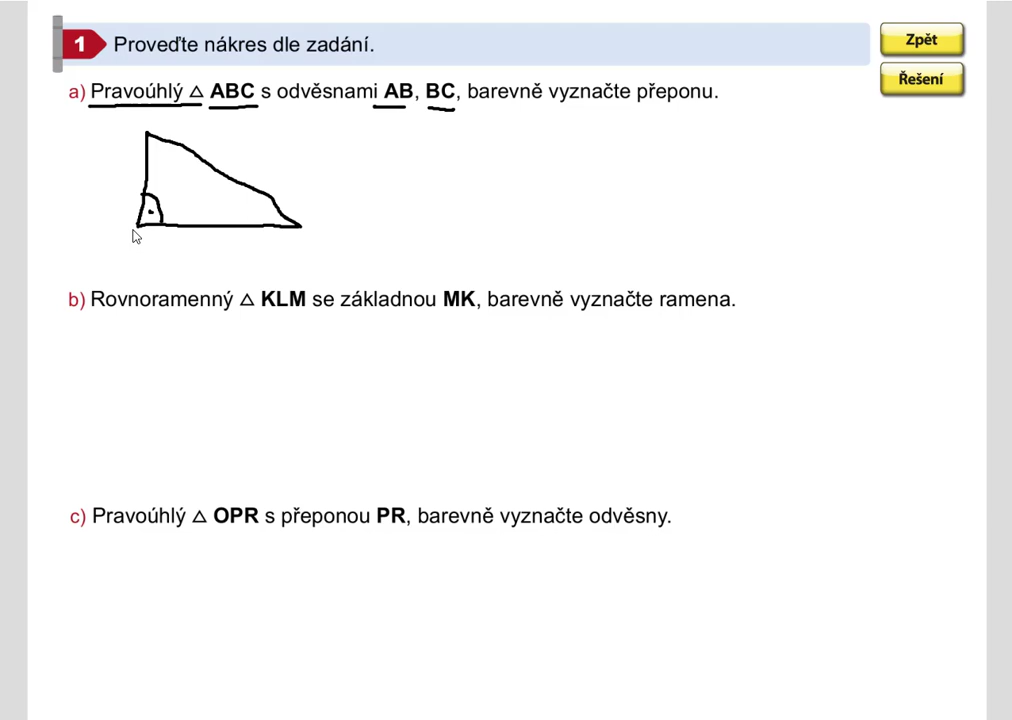 1 Proveďte nákres dle zadání.
Zpět
Řešení
a) Pravoúhlý △ ABC s odvěsnami AB, BC, barevně vyznačte přeponu.
b) Rovnoramenný △ KLM se základnou MK, barevně vyznačte ramena.
c) Pravoúhlý △ OPR s přeponou PR, barevně vyznačte odvěsny.